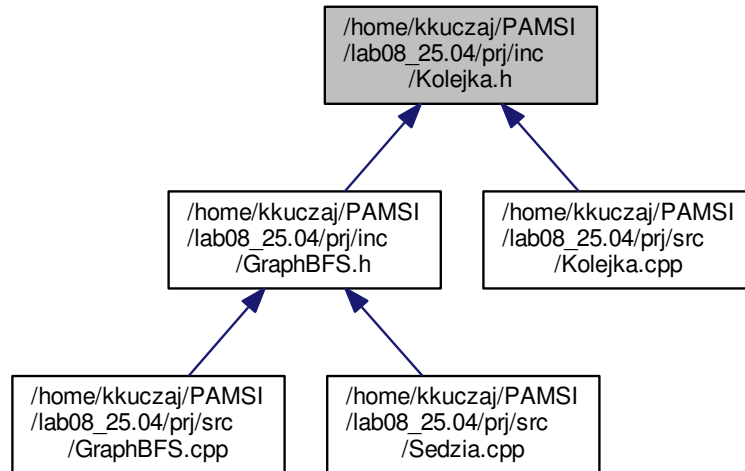 /home/kkuczaj/PAMSI
/lab08_25.04/prj/inc
/Kolejka.h
/home/kkuczaj/PAMSI
/lab08_25.04/prj/inc
/GraphBFS.h
/home/kkuczaj/PAMSI
/lab08_25.04/prj/src
/Kolejka.cpp
/home/kkuczaj/PAMSI
/lab08_25.04/prj/src
/GraphBFS.cpp
/home/kkuczaj/PAMSI
/lab08_25.04/prj/src
/Sedzia.cpp